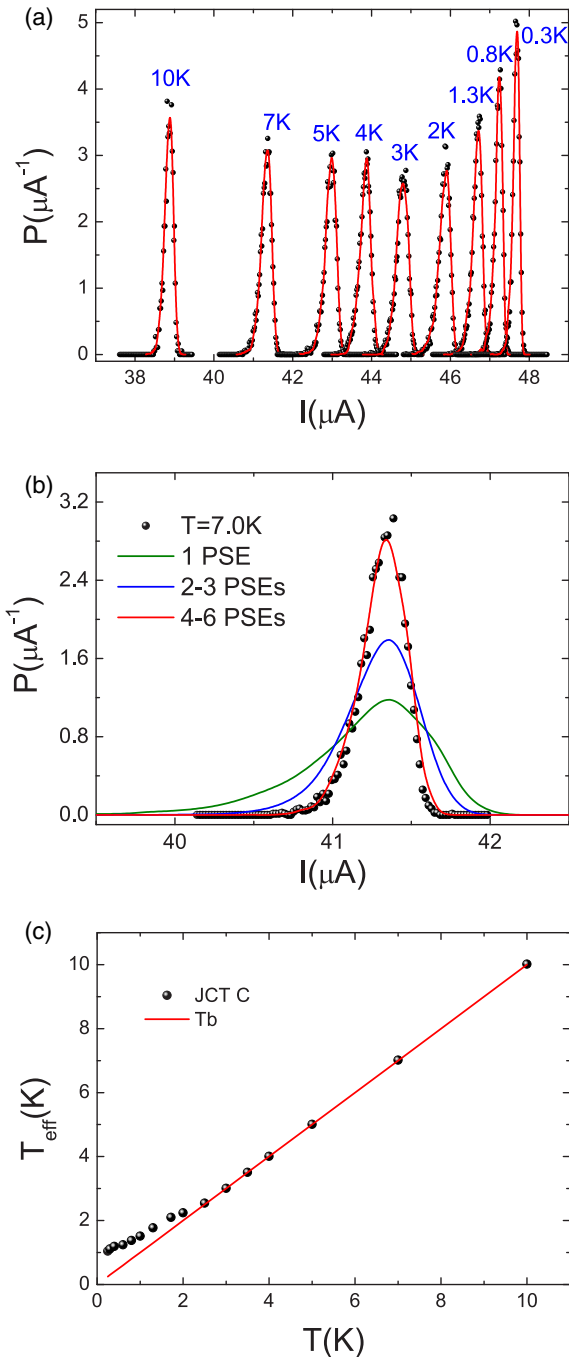 (a)
5
4
3
2
1
0
P(μA⁻¹)
10K
7K
5K
4K
3K
2K
1.3K
0.8K
0.3K
38
40
42
44
46
48
I(μA)
(b)
3.2
2.4
1.6
0.8
0.0
P(μA⁻¹)
T=7.0K
1 PSE
2-3 PSEs
4-6 PSEs
40
41
42
I(μA)
(c)
10
8
6
4
2
0
T_eff(K)
JCT C
Tb
0
2
4
6
8
10
T(K)